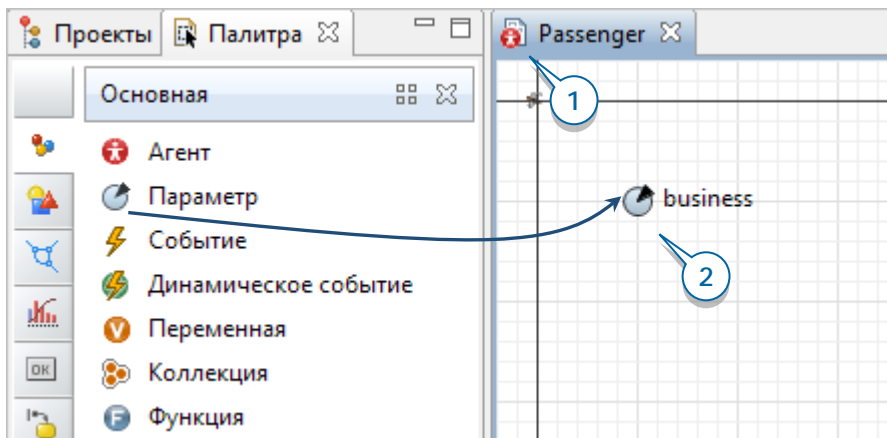 Проекты
Палитра
Passenger
1
Основная
Агент
Параметр
business
Событие
2
Динамическое событие
V Переменная
OK
Коллекция
F Функция